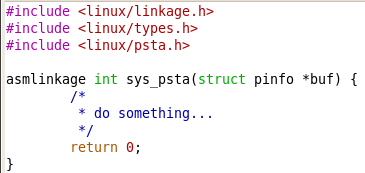 #include <linux/linkage.h>
#include <linux/types.h>
#include <linux/psta.h>

asmlinkage int sys_psta(struct pinfo *buf) {
        /*
         * do something...
         */
        return 0;
}